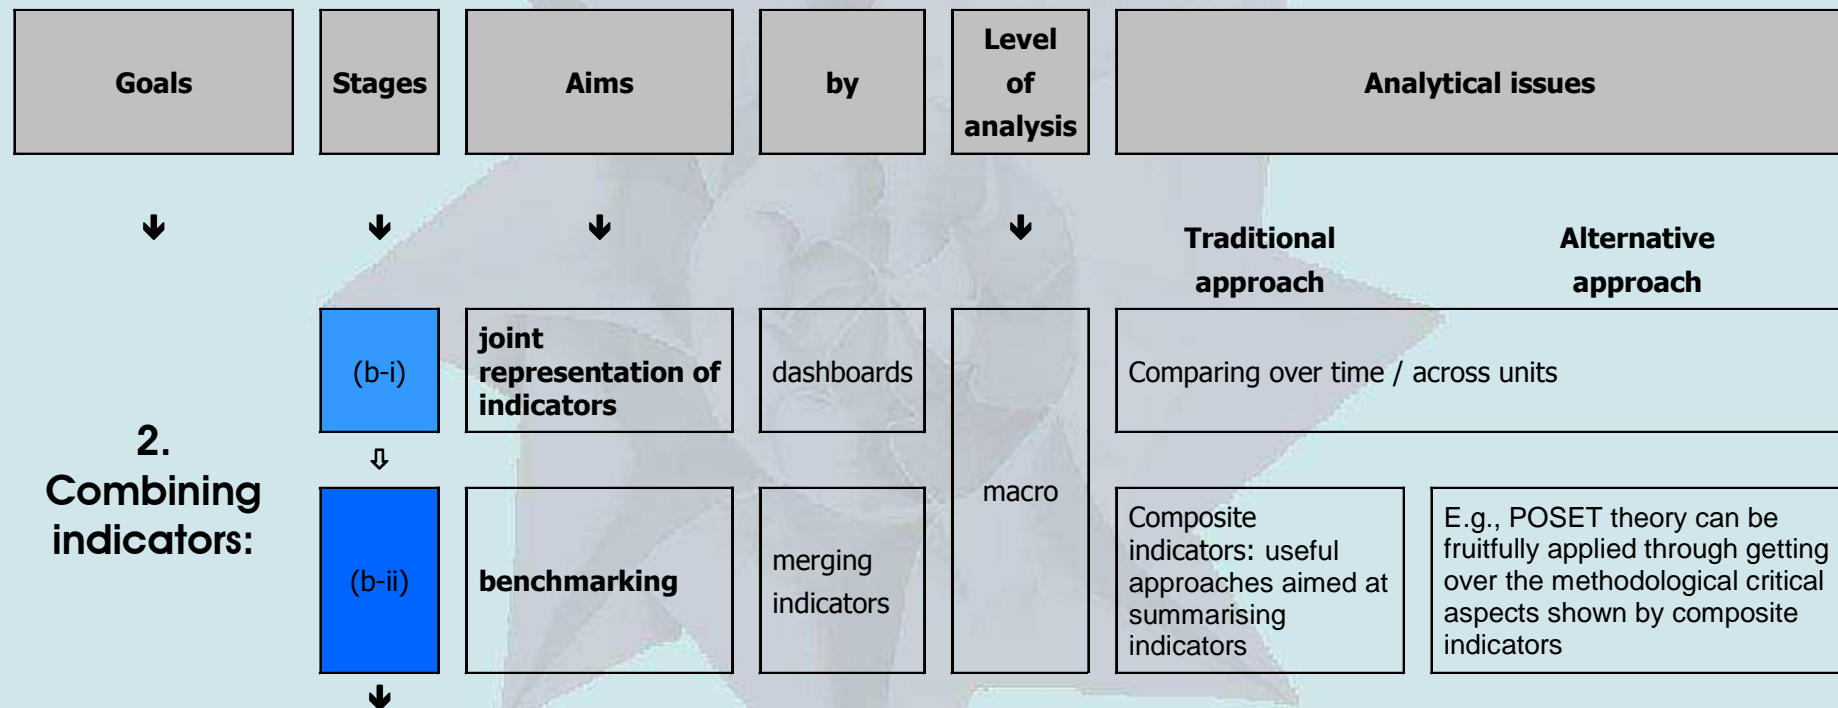 Goals
Stages
Aims
by
Level
of
analysis
Analytical issues
Traditional
approach
Alternative
approach
2.
Combining
indicators:
(b-i)
joint
representation of
indicators
dashboards
macro
Comparing over time / across units
(b-ii)
benchmarking
merging
indicators
Composite
indicators: useful
approaches aimed at
summarising
indicators
E.g., POSET theory can be
fruitfully applied through getting
over the methodological critical
aspects shown by composite
indicators